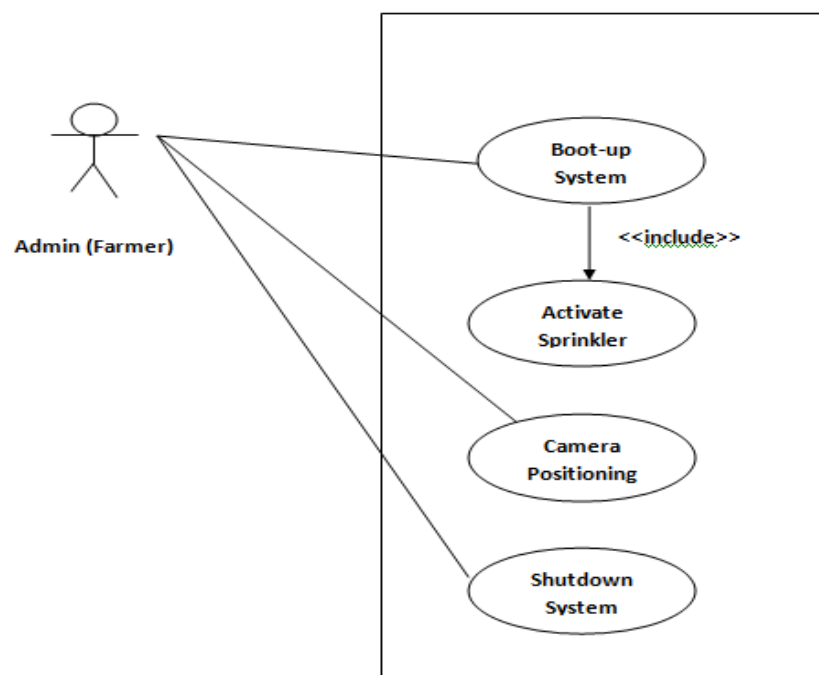 Boot-up
System
Admin (Farmer)
<<include>>
Activate
Sprinkler
Camera
Positioning
Shutdown
System